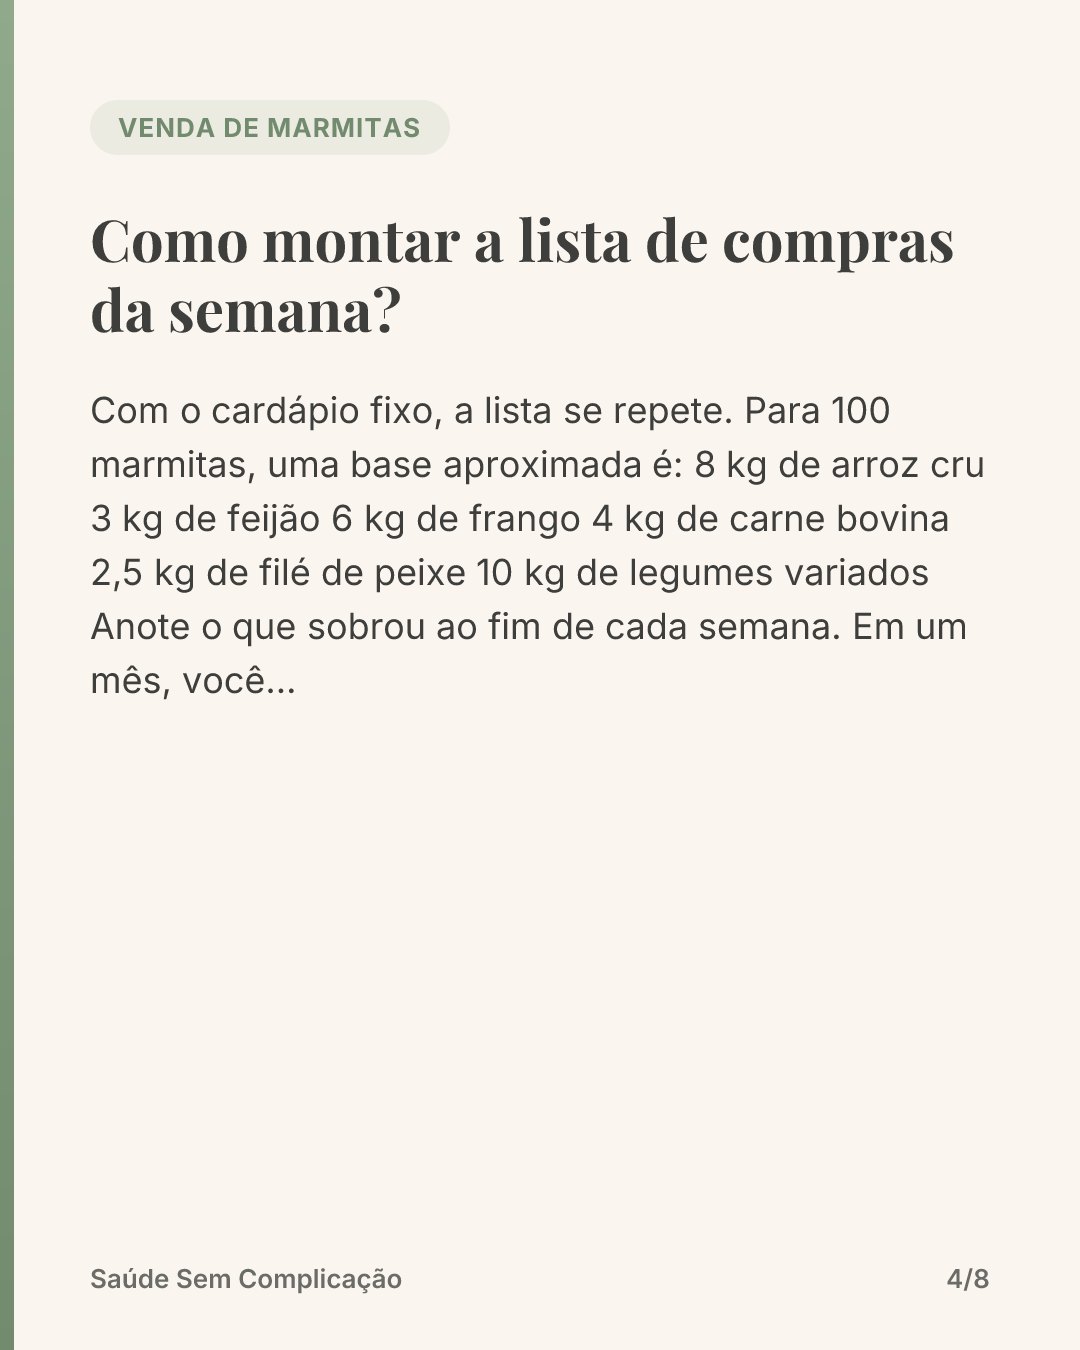 VENDA DE MARMITAS
Como montar a lista de compras
da semana?
Com o cardápio fixo, a lista se repete. Para 100
marmitas, uma base aproximada é: 8 kg de arroz cru
3 kg de feijão 6 kg de frango 4 kg de carne bovina
2,5 kg de filé de peixe 10 kg de legumes variados
Anote o que sobrou ao fim de cada semana. Em um
mês, você...
Saúde Sem Complicação
4/8